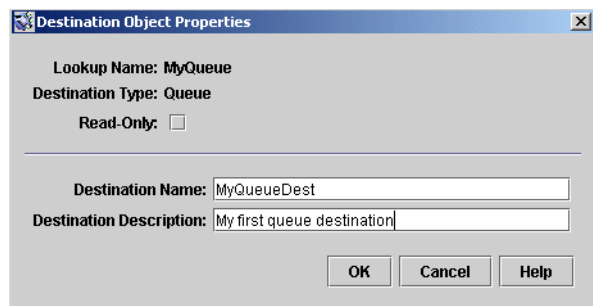 Destination Object Properties
Lookup Name: MyQueue
Destination Type: Queue
Read-Only:
Destination Name: MyQueueDest
Destination Description: My first queue destination
OK Cancel Help